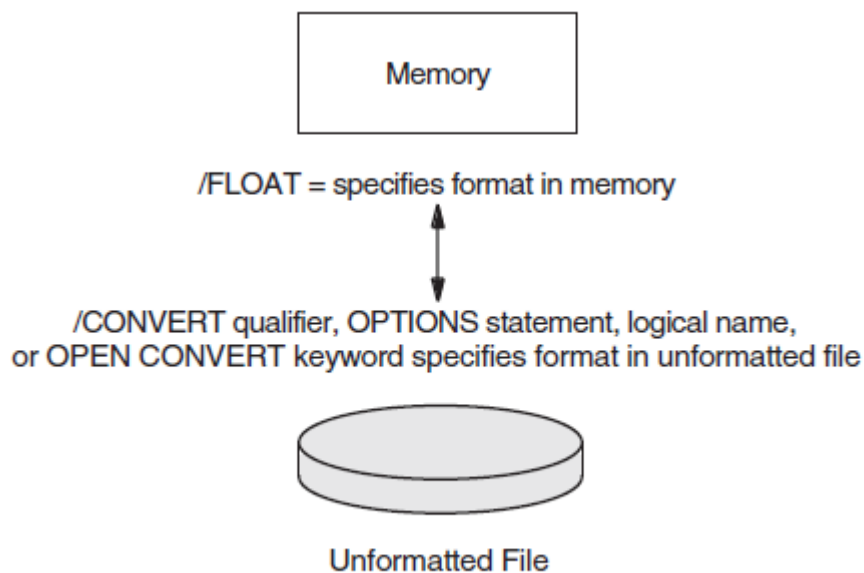 Memory
/FLOAT = specifies format in memory
/CONVERT qualifier, OPTIONS statement, logical name,
or OPEN CONVERT keyword specifies format in unformatted file
Unformatted File